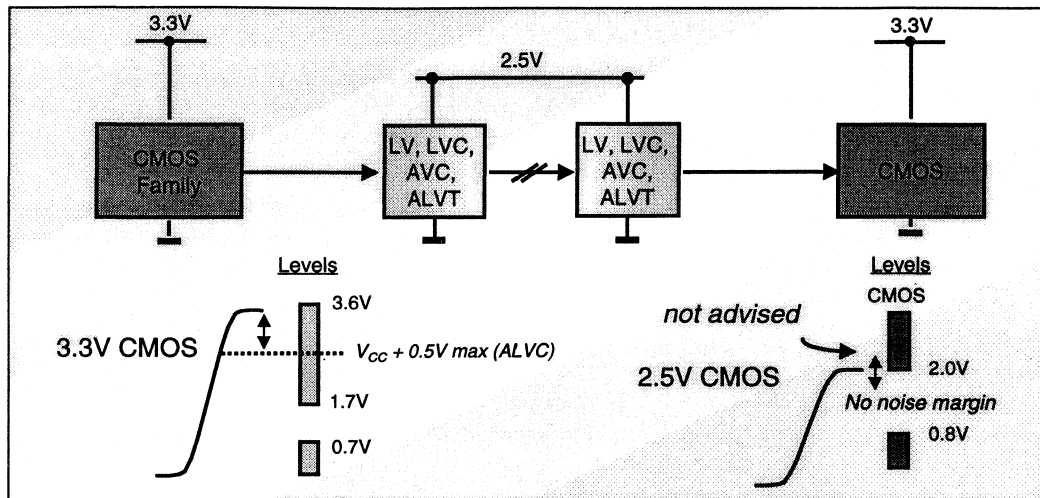 3.3V
2.5V
3.3V
CMOS
Family
LV, LVC,
AVC,
ALVT
LV, LVC,
AVC,
ALVT
CMOS
Levels
3.6V
3.3V CMOS
VCC + 0.5V max (ALVC)
1.7V
0.7V
Levels
CMOS
not advised
2.0V
2.5V CMOS
No noise margin
0.8V